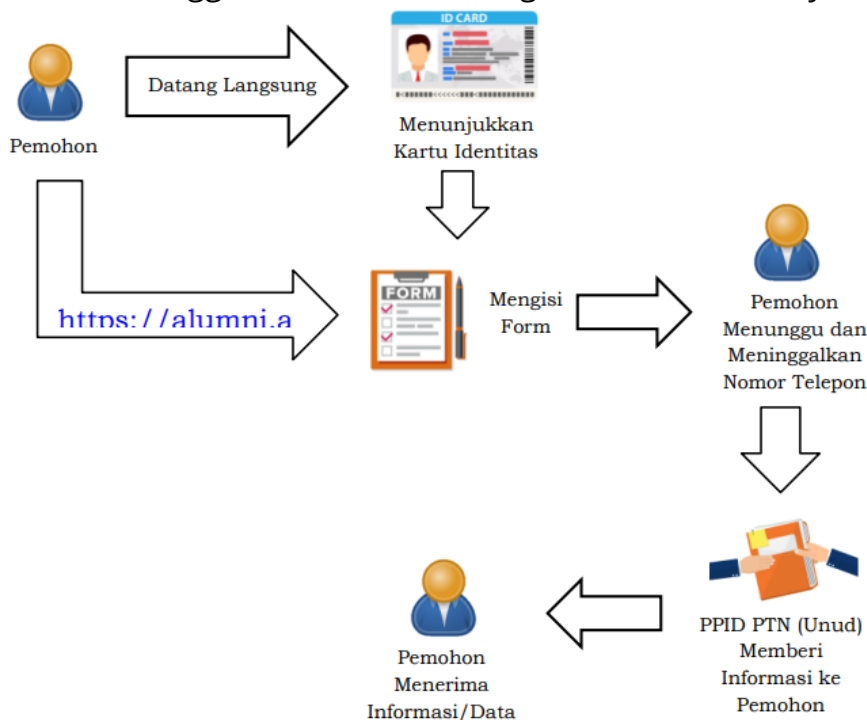 ID CARD
Datang Langsung
Pemohon
Menunjukkan
Kartu Identitas
https://alumni.a
FORM
Mengisi
Form
Pemohon
Menunggu dan
Meninggalkan
Nomor Telepon
PPID PTN (Unud)
Memberi
Informasi ke
Pemohon
Pemohon
Menerima
Informasi/Data